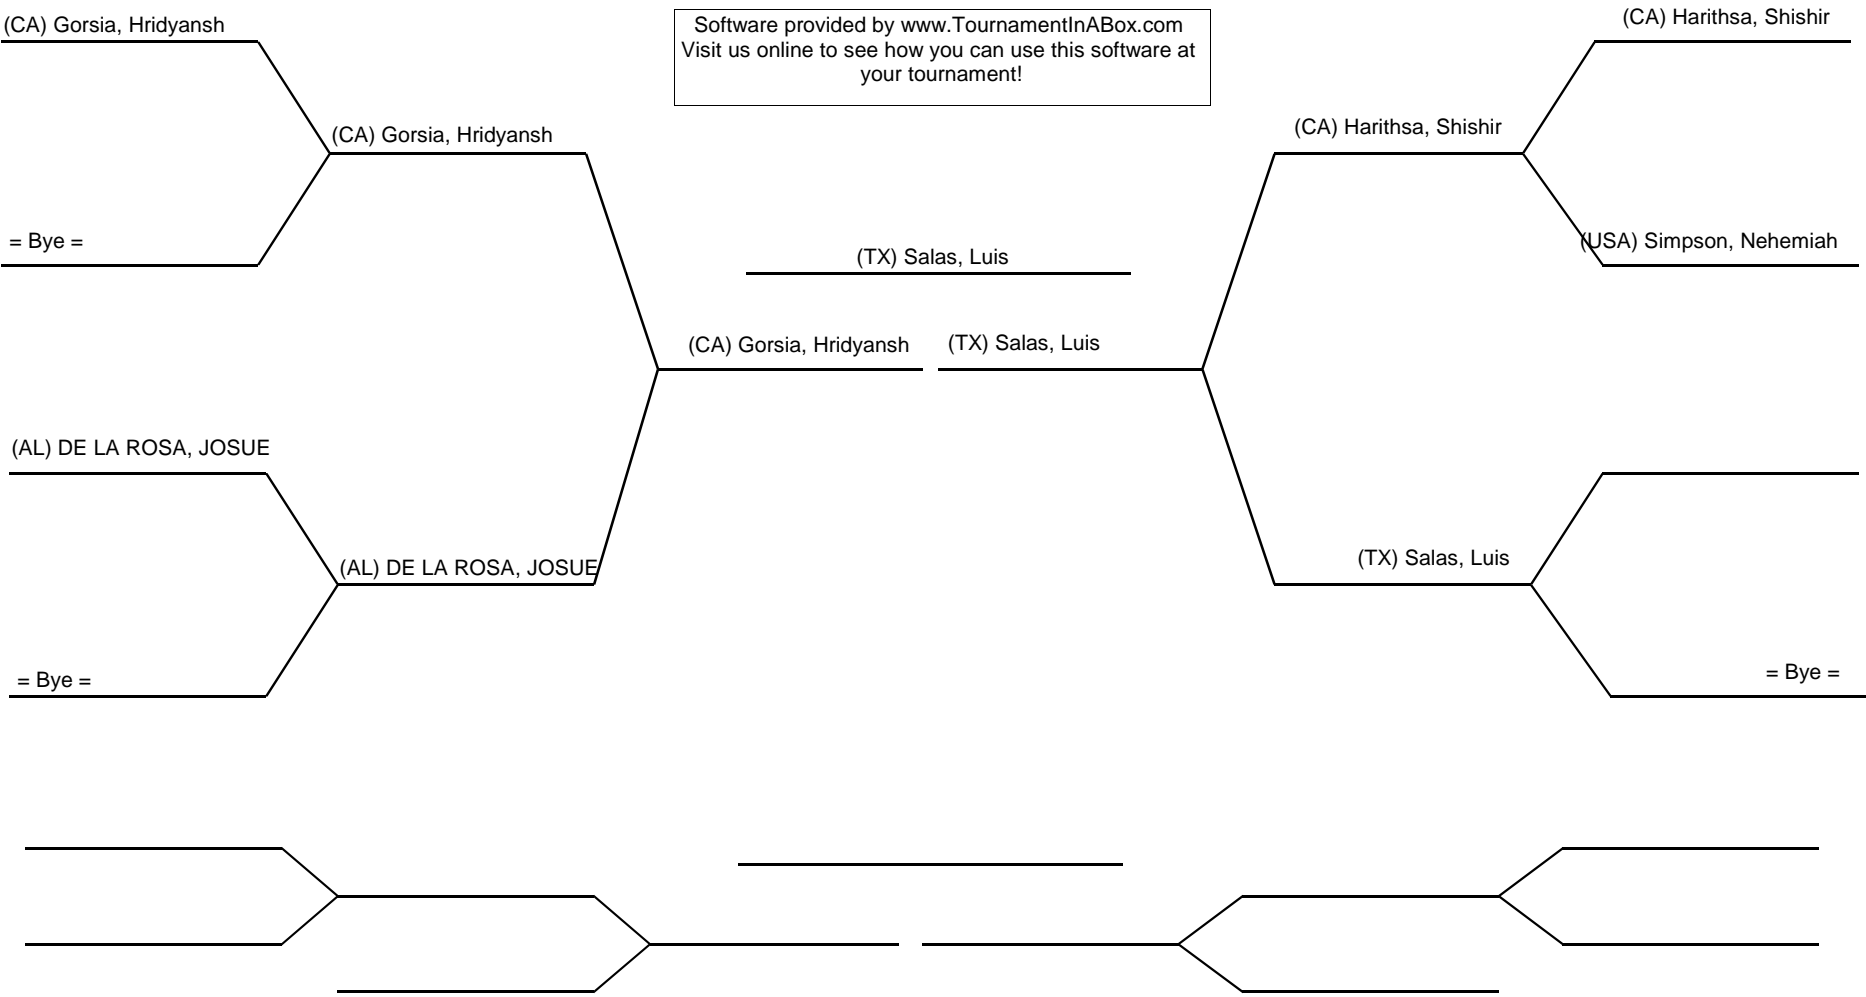 (CA) Gorsia, Hridyansh
Software provided by www.TournamentInABox.com
Visit us online to see how you can use this software at
your tournament!
(CA) Harithsa, Shishir
(CA) Gorsia, Hridyansh
(CA) Harithsa, Shishir
= Bye =
(TX) Salas, Luis
(USA) Simpson, Nehemiah
(CA) Gorsia, Hridyansh
(TX) Salas, Luis
(AL) DE LA ROSA, JOSUE
(AL) DE LA ROSA, JOSUE
(TX) Salas, Luis
= Bye =
= Bye =